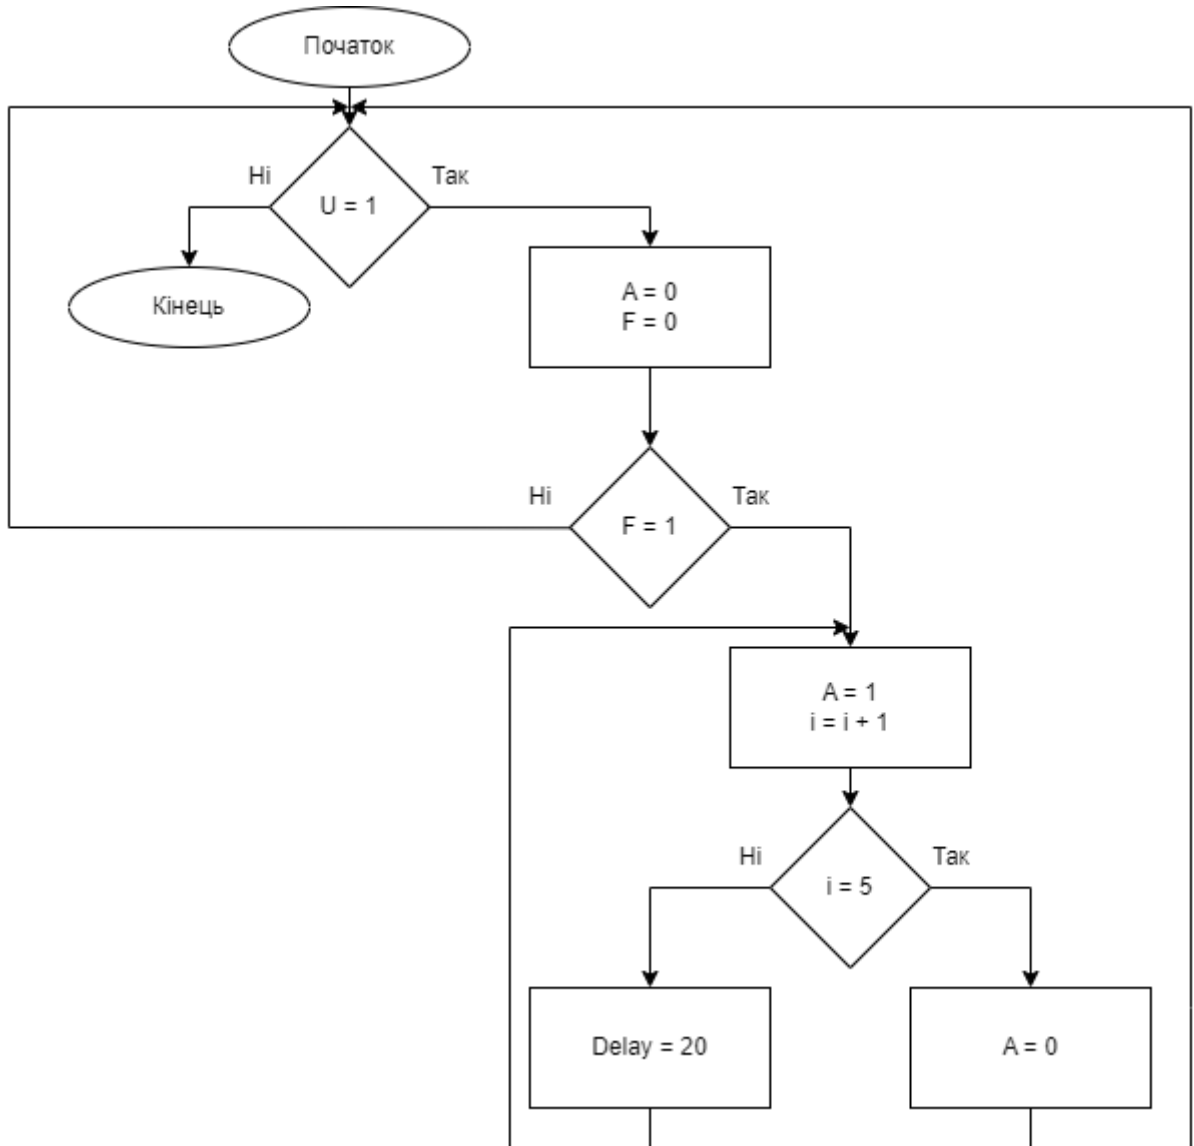 Початок
Ні
Так
U = 1
Кінець
A = 0
F = 0
Ні
Так
F = 1
A = 1
i = i + 1
Ні
Так
i = 5
Delay = 20
A = 0